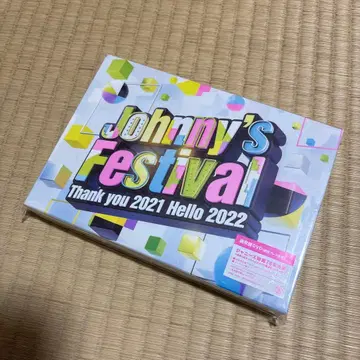 Johnny's
Festival
Thank you 2021 Hello 2022